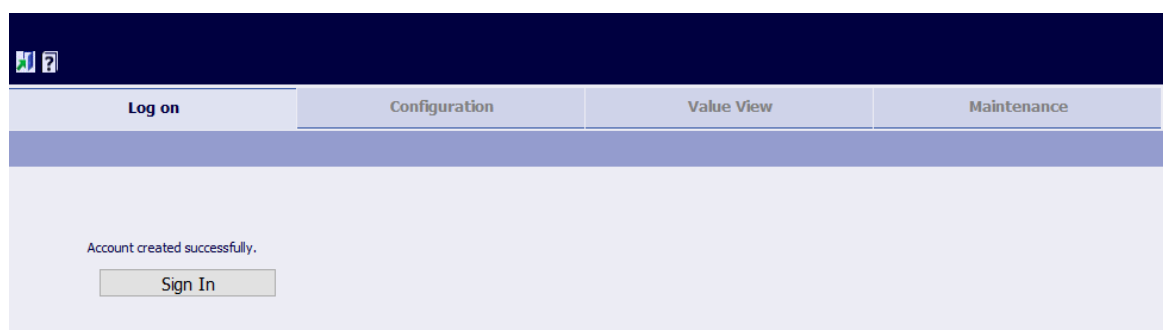 Log on Configuration Value View Maintenance
Account created successfully.
Sign In